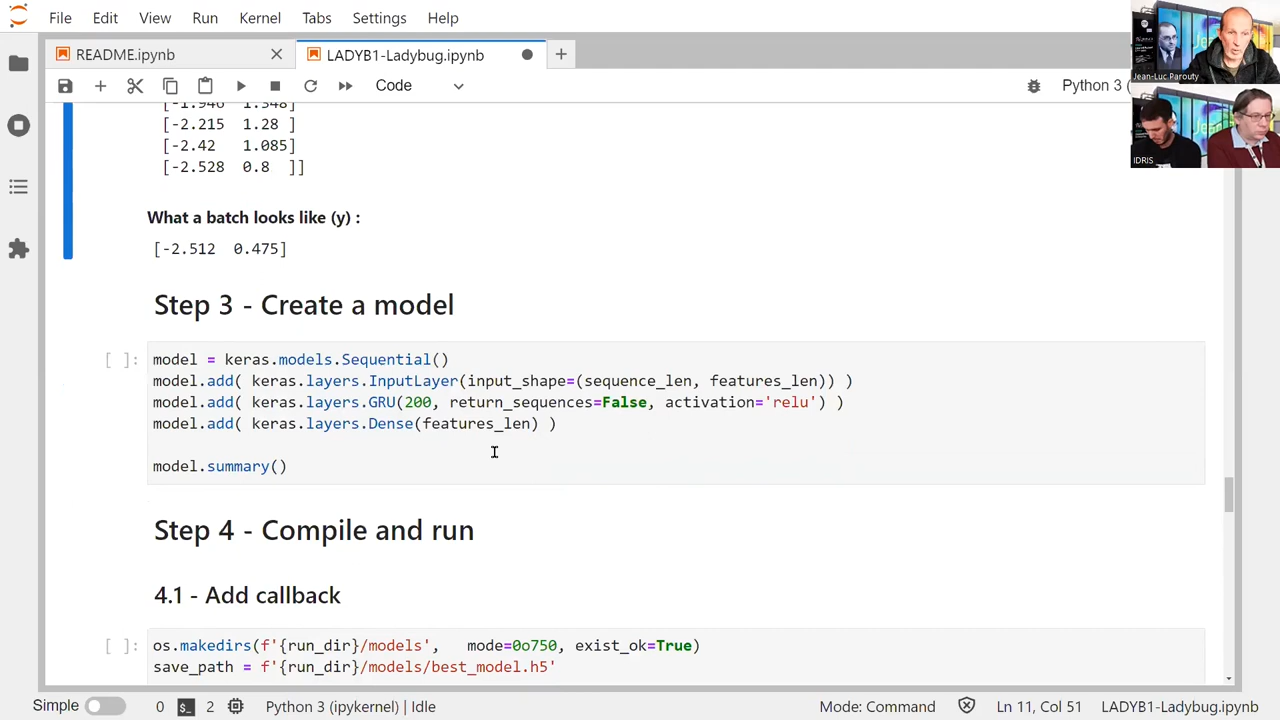 File Edit View Run Kernel Tabs Settings Help
README.ipynb
LADYB1-Ladybug.ipynb
Code
Python 3 (
Jean-Luc Parouty
IDRIS
[-1.946 1.348]
[-2.215 1.28 ]
[-2.42 1.085]
[-2.528 0.8 ]]
What a batch looks like (y) :
[-2.512 0.475]
Step 3 - Create a model
[ ]:
model = keras.models.Sequential()
model.add( keras.layers.InputLayer(input_shape=(sequence_len, features_len)) )
model.add( keras.layers.GRU(200, return_sequences=False, activation='relu') )
model.add( keras.layers.Dense(features_len) )
model.summary()
Step 4 - Compile and run
4.1 - Add callback
[ ]:
os.makedirs(f'{run_dir}/models', mode=0o750, exist_ok=True)
save_path = f'{run_dir}/models/best_model.h5'
Simple 0 2 Python 3 (ipykernel) | Idle Mode: Command Ln 11, Col 51 LADYB1-Ladybug.ipynb